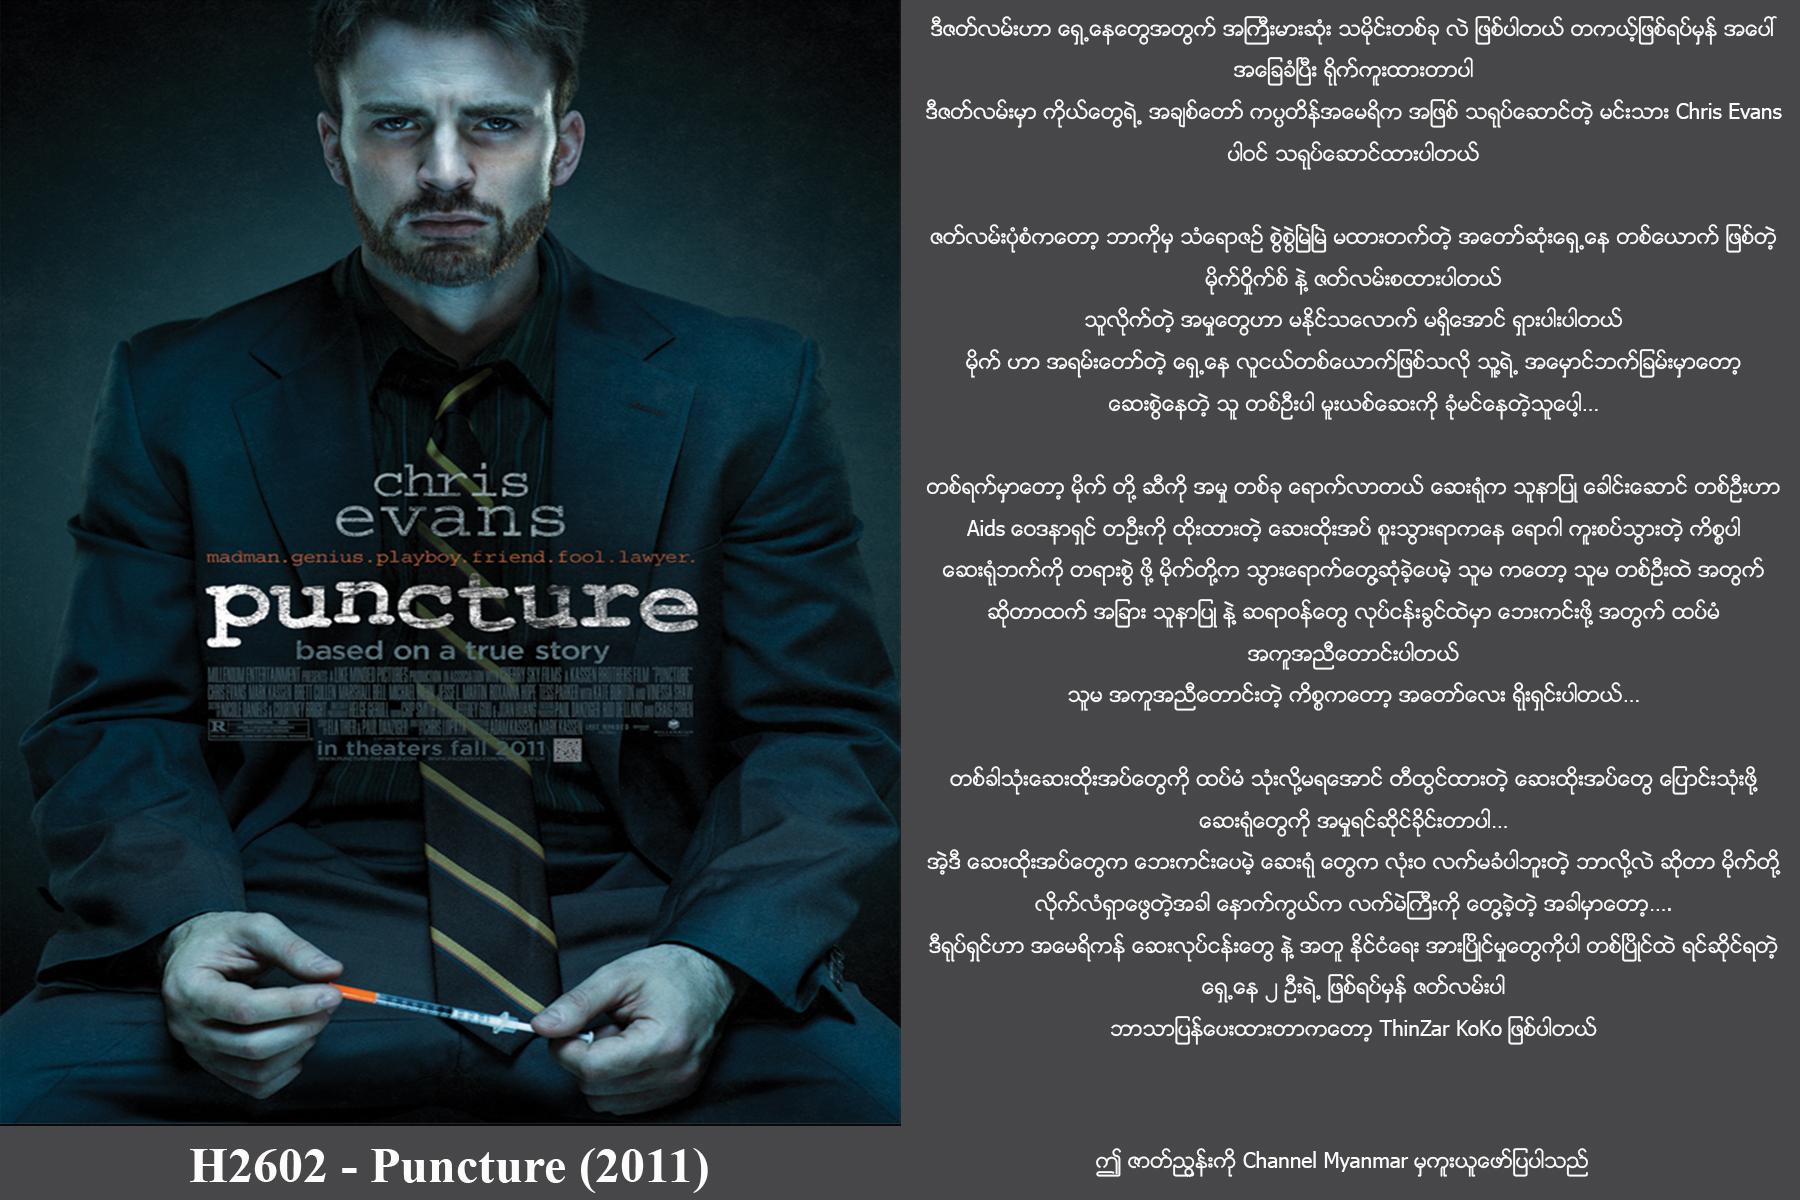 chris
evans
madman.genius.playboy.friend.fool.lawyer.
puncture
based on a true story
in theaters fall 2011
H2602 - Puncture (2011)
ဒီဇတ်လမ်းဟာ ရှေ့နေတွေအတွက် အကြီးမားဆုံး သမိုင်းတစ်ခု လဲ ဖြစ်ပါတယ် တကယ့်ဖြစ်ရပ်မှန် အပေါ်
အခြေခံပြီး ရိုက်ကူးထားတာပါ
ဒီဇတ်လမ်းမှာ ကိုယ်တွေရဲ့ အချစ်တော် ကပ္ပတိန်အမေရိက အဖြစ် သရုပ်ဆောင်တဲ့ မင်းသား Chris Evans
ပါဝင် သရုပ်ဆောင်ထားပါတယ်
ဇတ်လမ်းပုံစံကတော့ ဘာကိုမှ သံရောဇဉ် စွဲစွဲမြဲမြဲ မထားတက်တဲ့ အတော်ဆုံးရှေ့နေ တစ်ယောက် ဖြစ်တဲ့
မိုက်ဝှိုက်စ် နဲ့ ဇတ်လမ်းစထားပါတယ်
သူလိုက်တဲ့ အမှုတွေဟာ မနိုင်သလောက် မရှိအောင် ရှားပါးပါတယ်
မိုက် ဟာ အရမ်းတော်တဲ့ ရှေ့နေ လူငယ်တစ်ယောက်ဖြစ်သလို သူ့ရဲ့ အမှောင်ဘက်ခြမ်းမှာတော့
ဆေးစွဲနေတဲ့ သူ တစ်ဦးပါ မူးယစ်ဆေးကို ခုံမင်နေတဲ့သူပေါ့...
တစ်ရက်မှာတော့ မိုက် တို့ ဆီကို အမှု တစ်ခု ရောက်လာတယ် ဆေးရုံက သူနာပြု ခေါင်းဆောင် တစ်ဦးဟာ
Aids ဝေဒနာရှင် တဦးကို ထိုးထားတဲ့ ဆေးထိုးအပ် စူးသွားရာကနေ ရောဂါ ကူးစပ်သွားတဲ့ ကိစ္စပါ
ဆေးရုံဘက်ကို တရားစွဲ ဖို့ မိုက်တို့က သွားရောက်တွေ့ဆုံခဲ့ပေမဲ့ သူမ ကတော့ သူမ တစ်ဦးထဲ အတွက်
ဆိုတာထက် အခြား သူနာပြု နဲ့ ဆရာဝန်တွေ လုပ်ငန်းခွင်ထဲမှာ ဘေးကင်းဖို့ အတွက် ထပ်မံ
အကူအညီတောင်းပါတယ်
သူမ အကူအညီတောင်းတဲ့ ကိစ္စကတော့ အတော်လေး ရိုးရှင်းပါတယ်...
တစ်ခါသုံးဆေးထိုးအပ်တွေကို ထပ်မံ သုံးလို့မရအောင် တီထွင်ထားတဲ့ ဆေးထိုးအပ်တွေ ပြောင်းသုံးဖို့
ဆေးရုံတွေကို အမှုရင်ဆိုင်ခိုင်းတာပါ...
အဲ့ဒီ ဆေးထိုးအပ်တွေက ဘေးကင်းပေမဲ့ ဆေးရုံ တွေက လုံးဝ လက်မခံပါဘူးတဲ့ ဘာလို့လဲ ဆိုတာ မိုက်တို့
လိုက်လံရှာဖွေတဲ့အခါ နောက်ကွယ်က လက်မဲကြီးကို တွေ့ခဲ့တဲ့ အခါမှာတော့....
ဒီရုပ်ရှင်ဟာ အမေရိကန် ဆေးလုပ်ငန်းတွေ နဲ့ အတူ နိုင်ငံရေး အားပြိုင်မှုတွေကိုပါ တစ်ပြိုင်ထဲ ရင်ဆိုင်ရတဲ့
ရှေ့နေ ၂ ဦးရဲ့ ဖြစ်ရပ်မှန် ဇတ်လမ်းပါ
ဘာသာပြန်ပေးထားတာကတော့ ThinZar KoKo ဖြစ်ပါတယ်
ဤ ဇာတ်ညွှန်းကို Channel Myanmar မှကူးယူဖော်ပြပါသည်